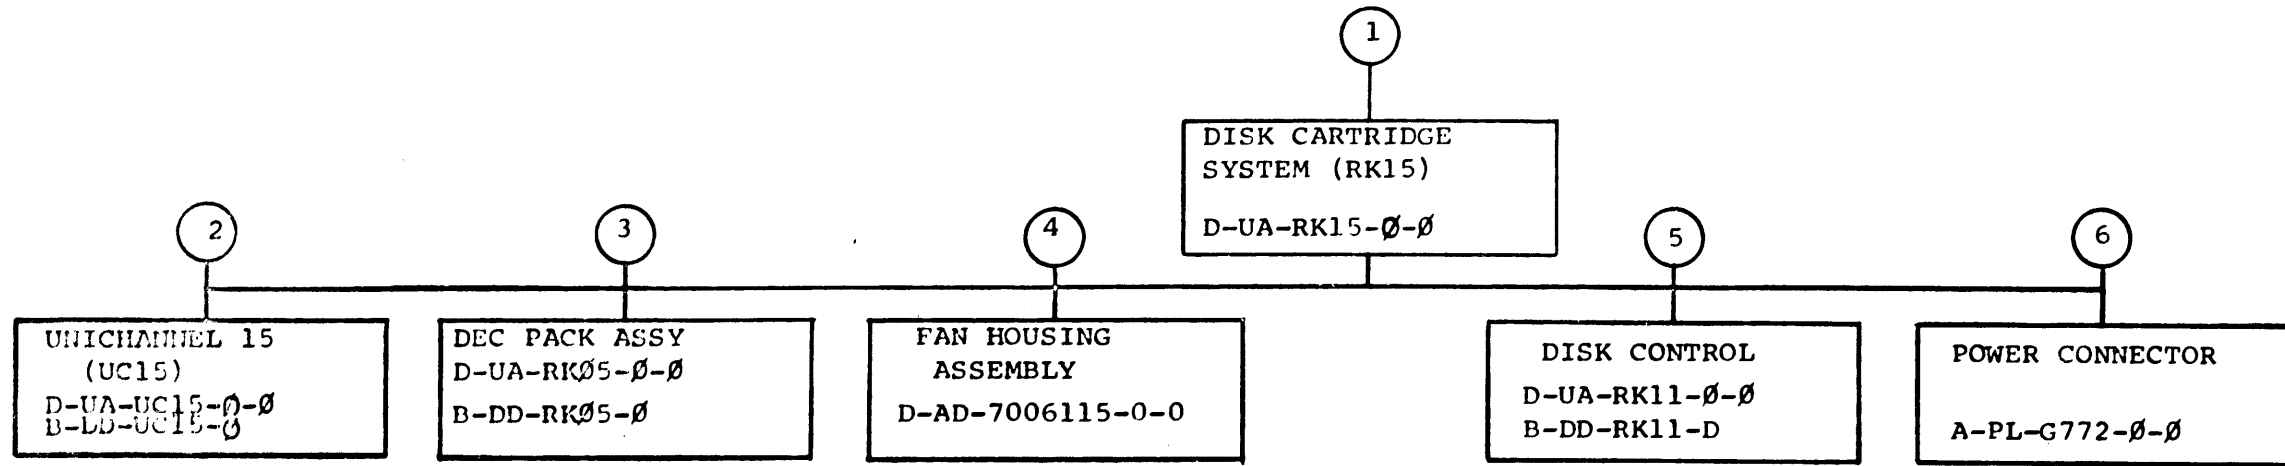 1
DISK CARTRIDGE
SYSTEM (RK15)
D-UA-RK15-Ø-Ø
2
UNICHANNEL 15
(UC15)
D-UA-UC15-Ø-Ø
B-DD-UC15-Ø
3
DEC PACK ASSY
D-UA-RKØ5-Ø-Ø
B-DD-RKØ5-Ø
4
FAN HOUSING
ASSEMBLY
D-AD-7006115-0-0
5
DISK CONTROL
D-UA-RK11-Ø-Ø
B-DD-RK11-D
6
POWER CONNECTOR
A-PL-G772-Ø-Ø